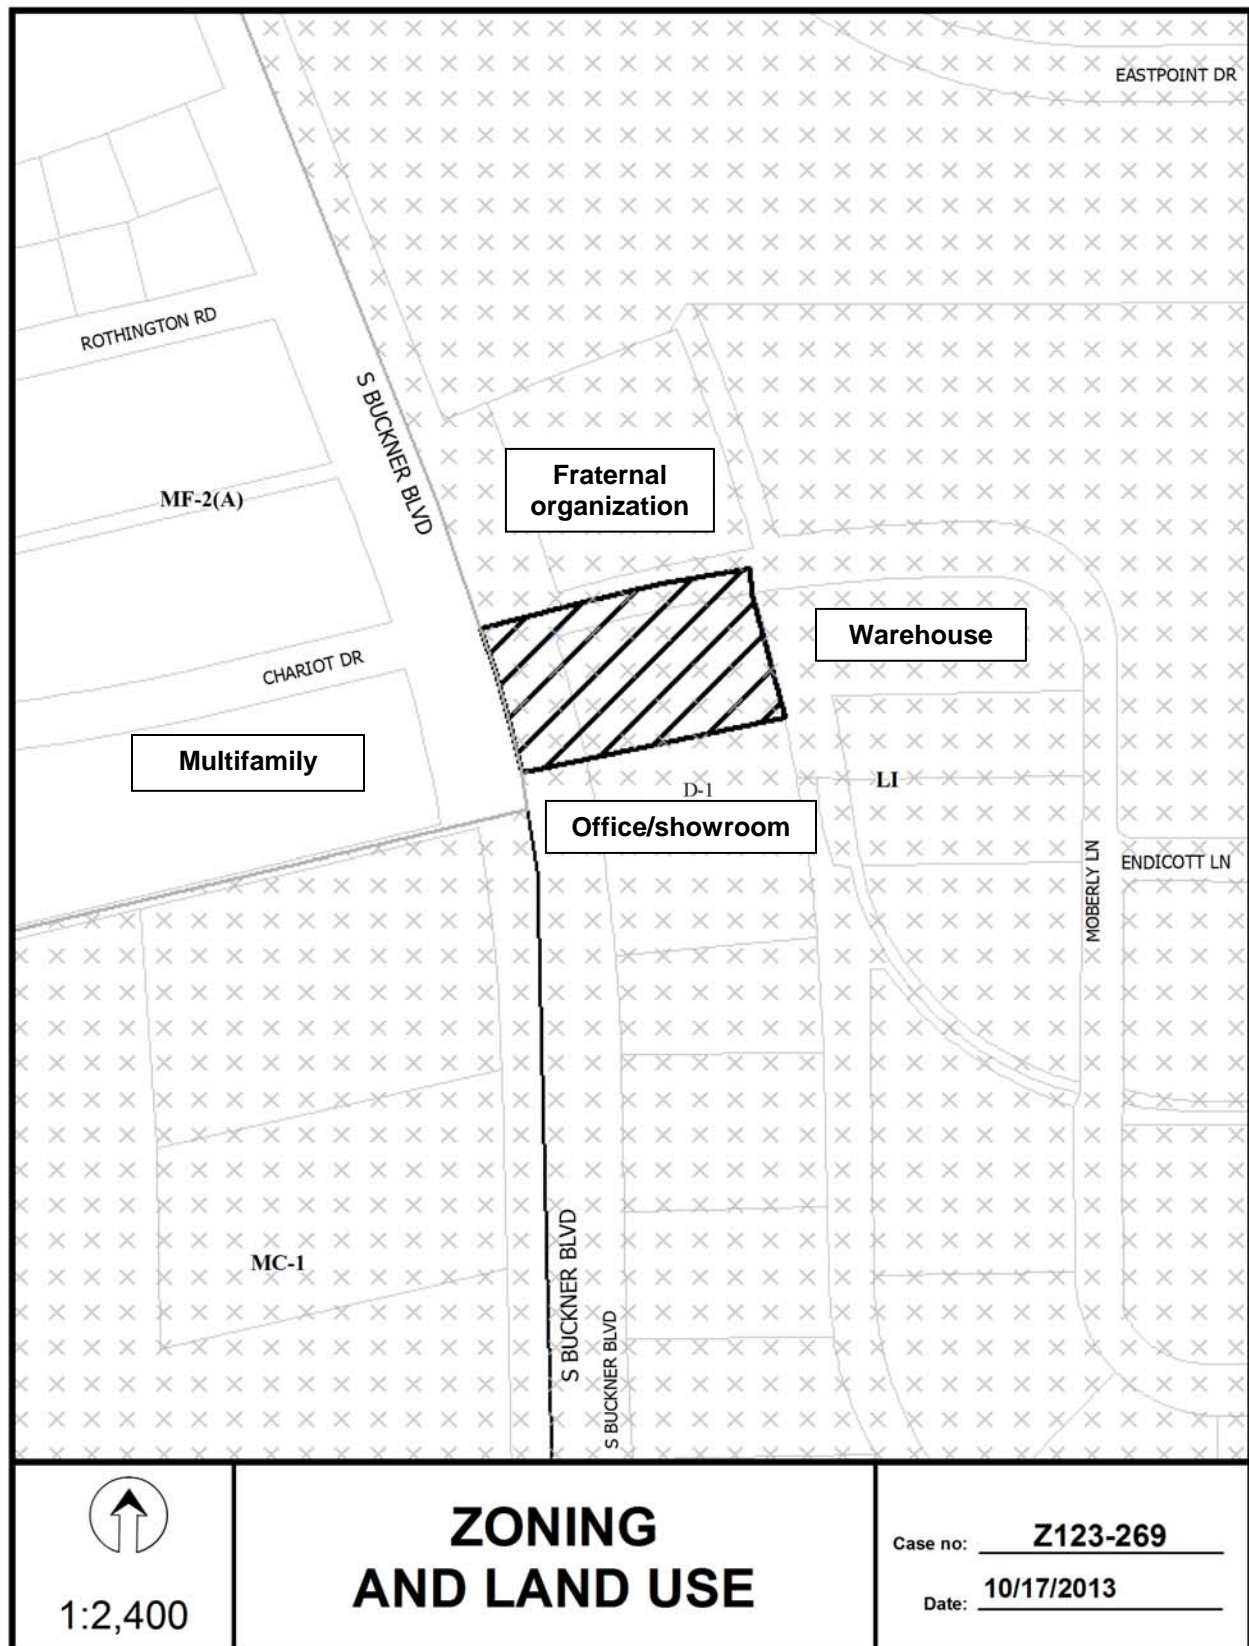 EASTPOINT DR
ROTHINGTON RD
S BUCKNER BLVD
Fraternal
organization
MF-2(A)
Warehouse
CHARIOT DR
Multifamily
LI
D-1
Office/showroom
MOBERLY LN
ENDICOTT LN
MC-1
S BUCKNER BLVD
S BUCKNER BLVD
1:2,400
ZONING
AND LAND USE
Case no: Z123-269
Date: 10/17/2013